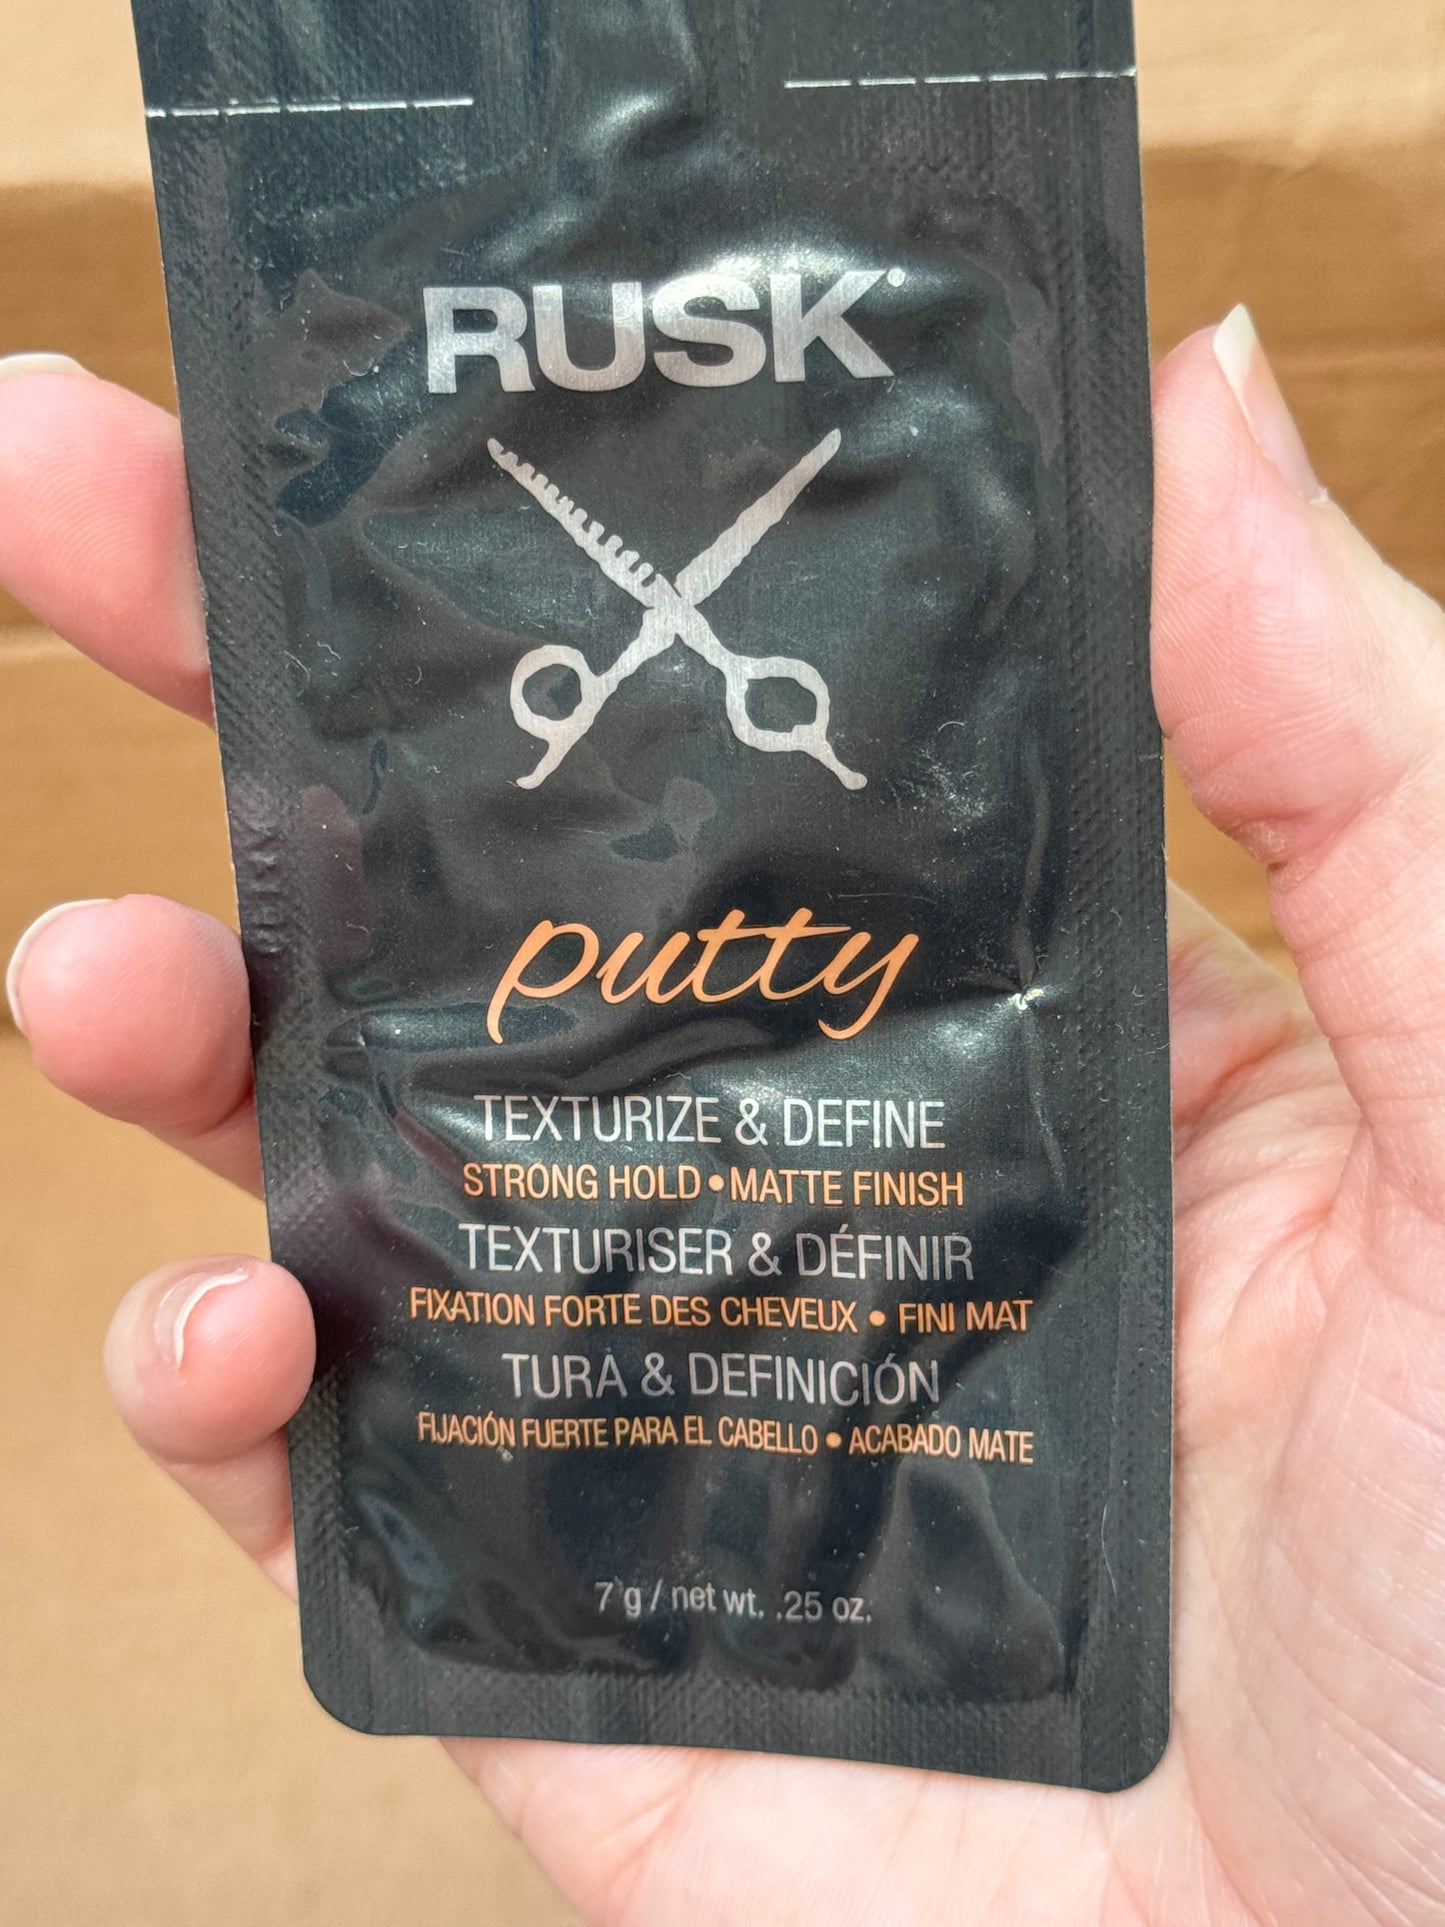 RUSK®
putty
TEXTURIZE & DEFINE
STRONG HOLD • MATTE FINISH
TEXTURISER & DÉFINIR
FIXATION FORTE DES CHEVEUX • FINI MAT
TURA & DEFINICIÓN
FIJACIÓN FUERTE PARA EL CABELLO • ACABADO MATE
7 g / net wt. .25 oz.